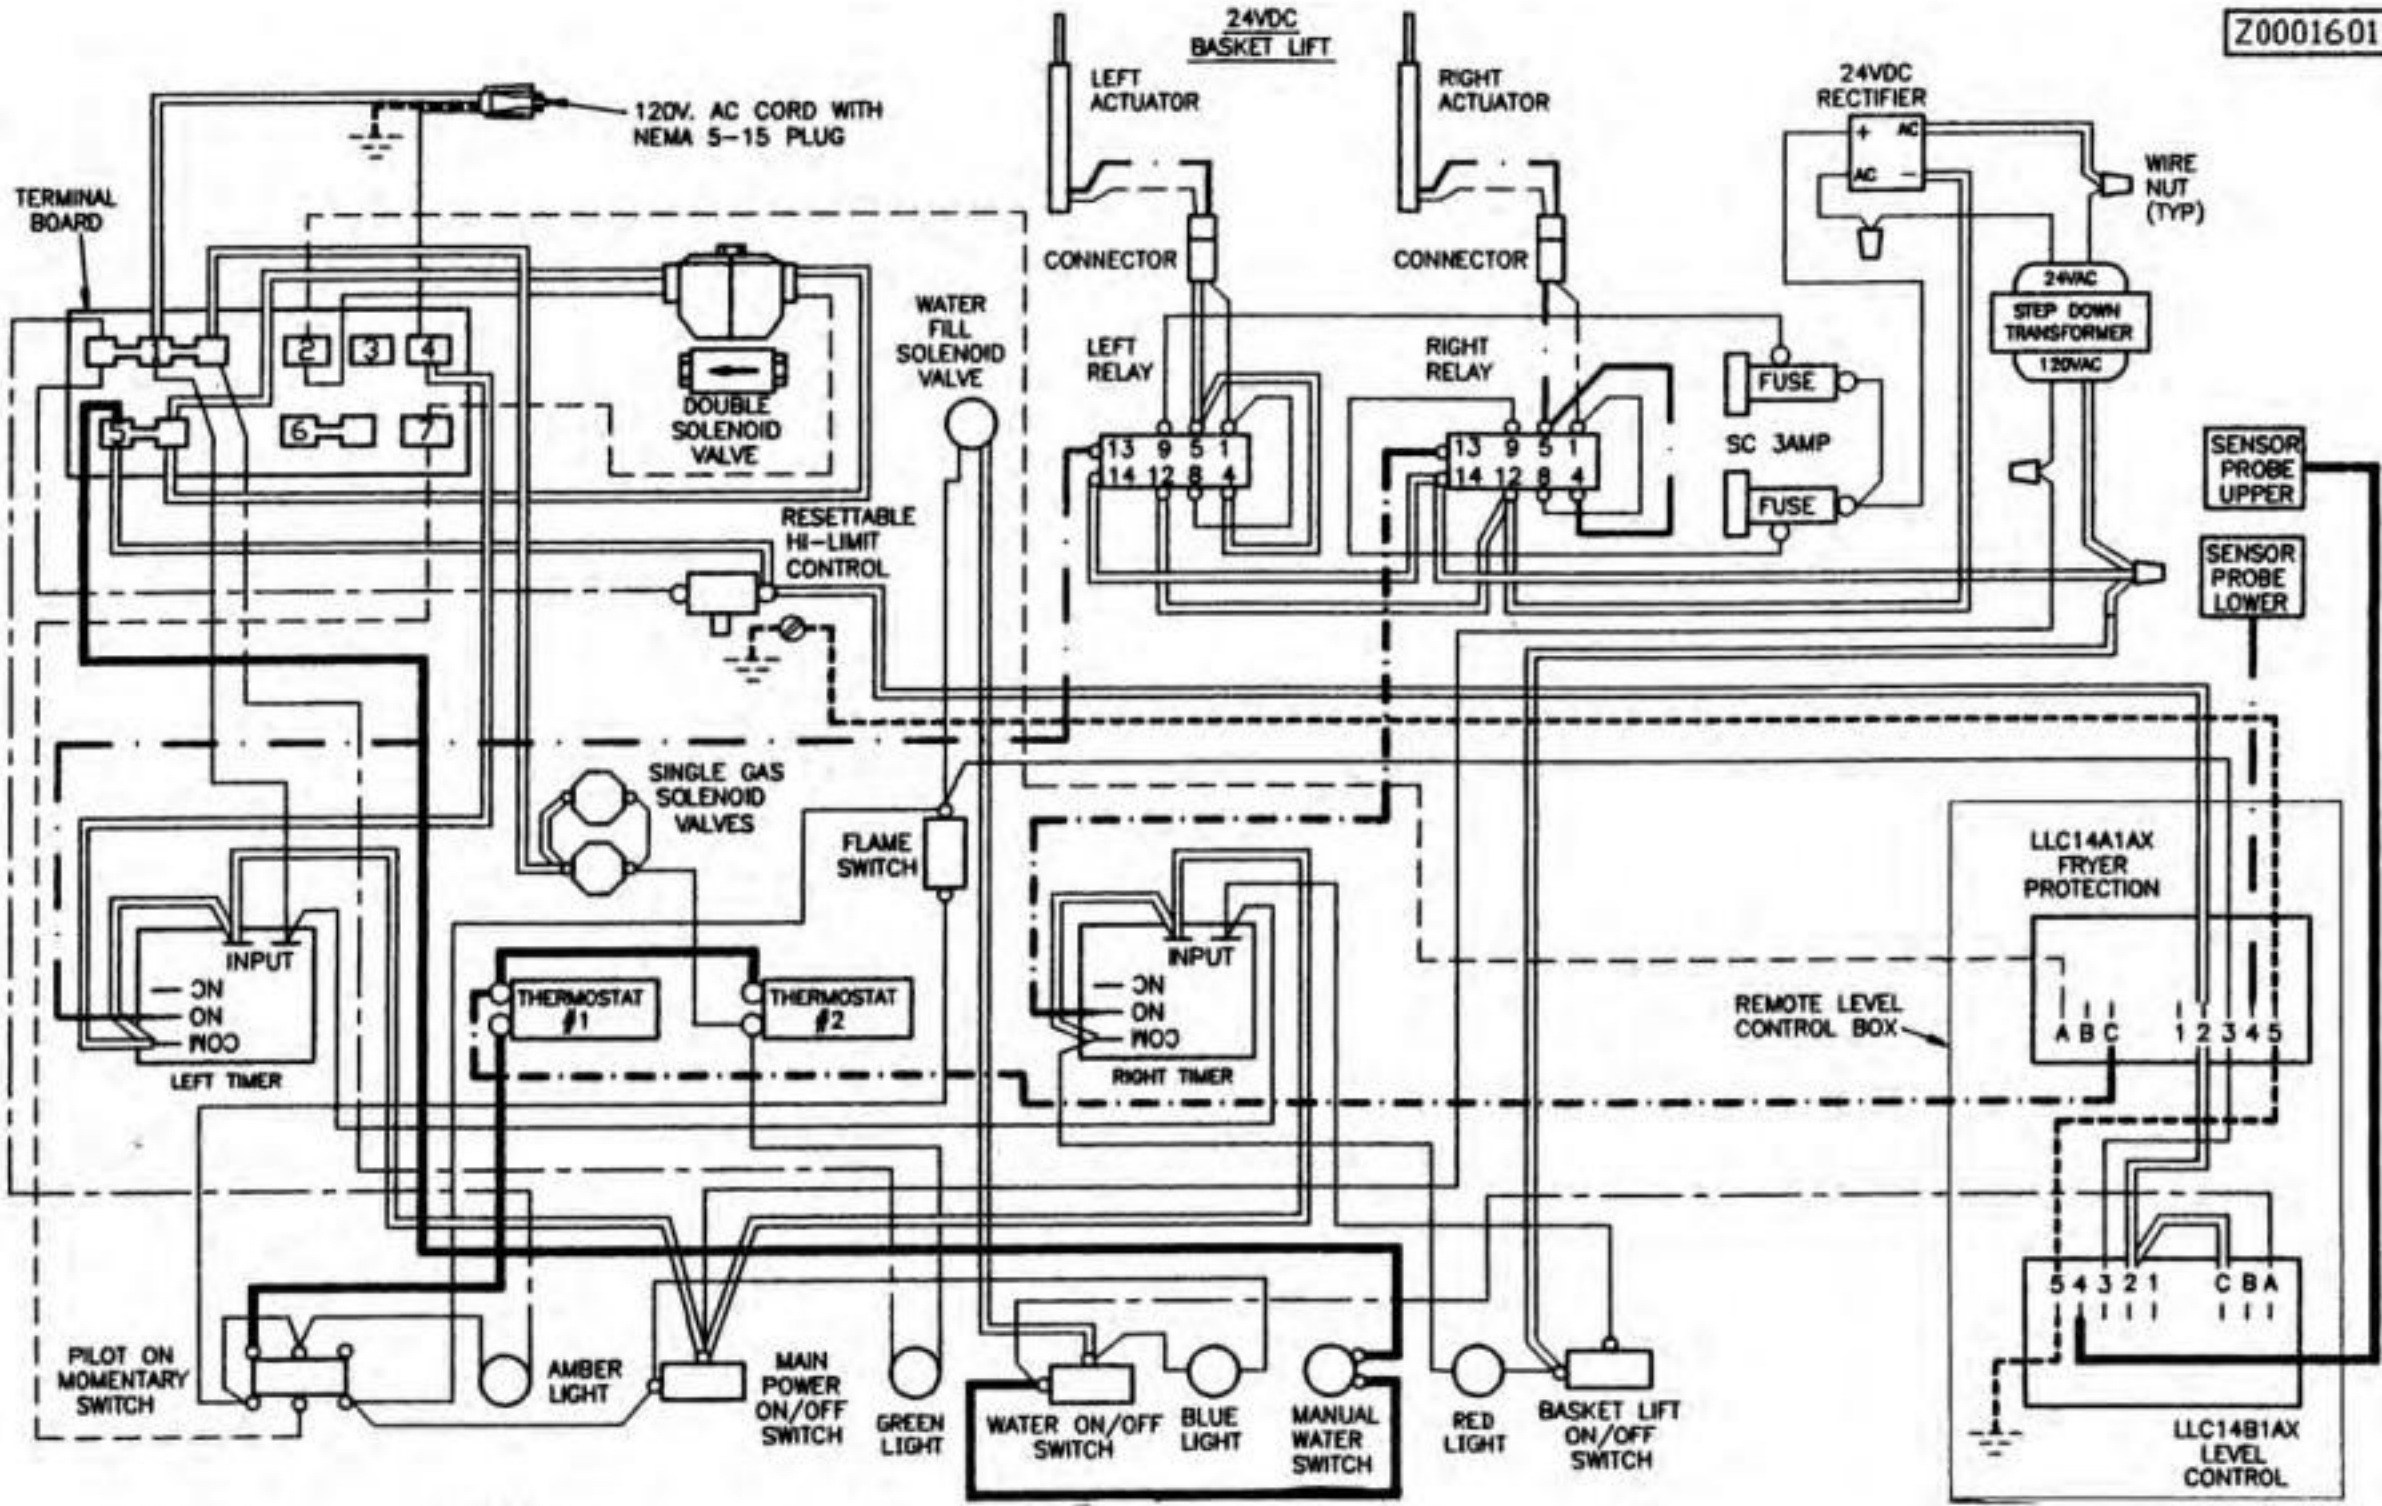 24VDC
BASKET LIFT
Z0001601
LEFT
ACTUATOR
RIGHT
ACTUATOR
24VDC
RECTIFIER
120V. AC CORD WITH
NEMA 5-15 PLUG
+ AC
AC -
WIRE
NUT
(TYP)
TERMINAL
BOARD
CONNECTOR
CONNECTOR
24VAC
STEP DOWN
TRANSFORMER
120VAC
WATER
FILL
SOLENOID
VALVE
LEFT
RELAY
RIGHT
RELAY
2 3 4
5 6 7
DOUBLE
SOLENOID
VALVE
FUSE
SC 3AMP
FUSE
13 9 5 1
14 12 8 4
13 9 5 1
14 12 8 4
SENSOR
PROBE
UPPER
SENSOR
PROBE
LOWER
RESETTABLE
HI-LIMIT
CONTROL
SINGLE GAS
SOLENOID
VALVES
FLAME
SWITCH
LLC14A1AX
FRYER
PROTECTION
INPUT
NC
NO
COM
LEFT TIMER
THERMOSTAT
#1
THERMOSTAT
#2
INPUT
NC
NO
COM
RIGHT TIMER
REMOTE LEVEL
CONTROL BOX
A B C 1 2 3 4 5
5 4 3 2 1 C B A
PILOT ON
MOMENTARY
SWITCH
AMBER
LIGHT
MAIN
POWER
ON/OFF
SWITCH
GREEN
LIGHT
WATER ON/OFF
SWITCH
BLUE
LIGHT
MANUAL
WATER
SWITCH
RED
LIGHT
BASKET LIFT
ON/OFF
SWITCH
LLC14B1AX
LEVEL
CONTROL